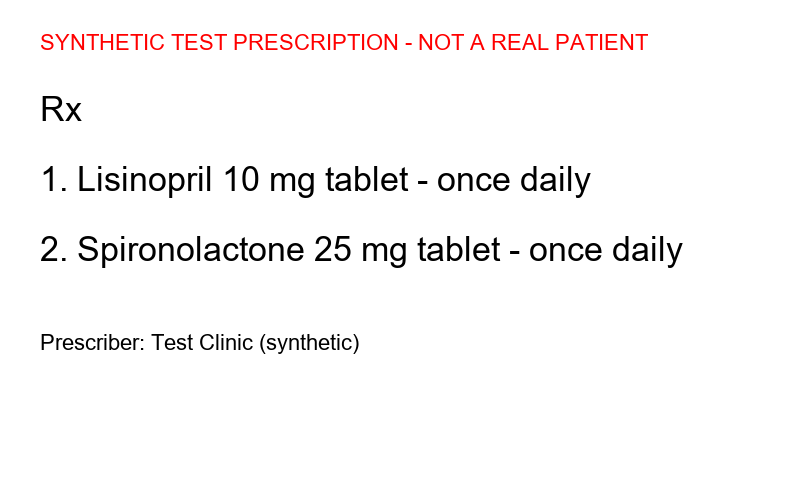 SYNTHETIC TEST PRESCRIPTION - NOT A REAL PATIENT
Rx
1. Lisinopril 10 mg tablet - once daily
2. Spironolactone 25 mg tablet - once daily
Prescriber: Test Clinic (synthetic)